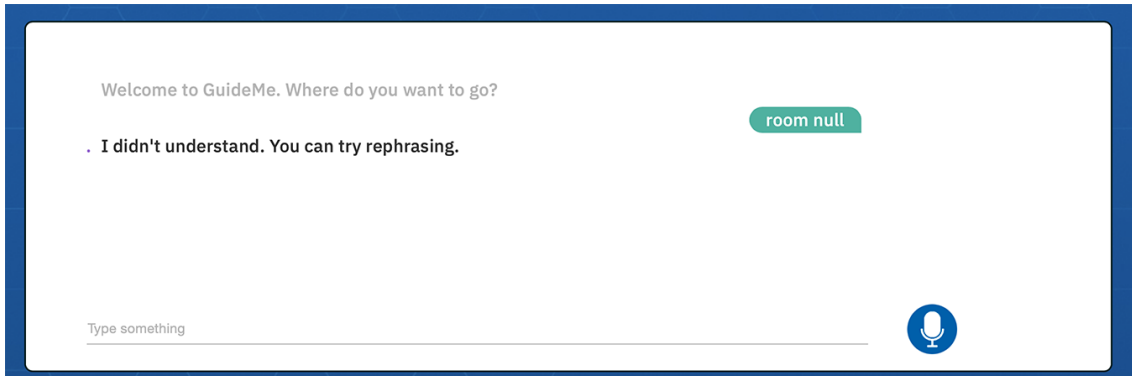 Welcome to GuideMe. Where do you want to go?
room null
I didn't understand. You can try rephrasing.
Type something